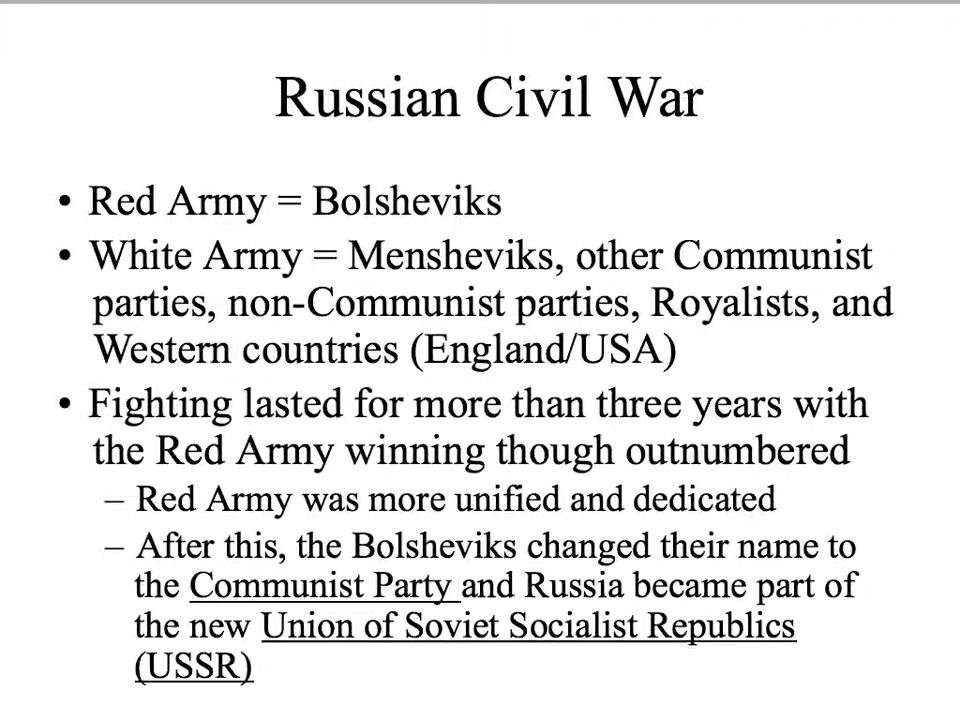 Russian Civil War
• Red Army = Bolsheviks
• White Army = Mensheviks, other Communist
parties, non-Communist parties, Royalists, and
Western countries (England/USA)
• Fighting lasted for more than three years with
the Red Army winning though outnumbered
– Red Army was more unified and dedicated
– After this, the Bolsheviks changed their name to
the Communist Party and Russia became part of
the new Union of Soviet Socialist Republics
(USSR)